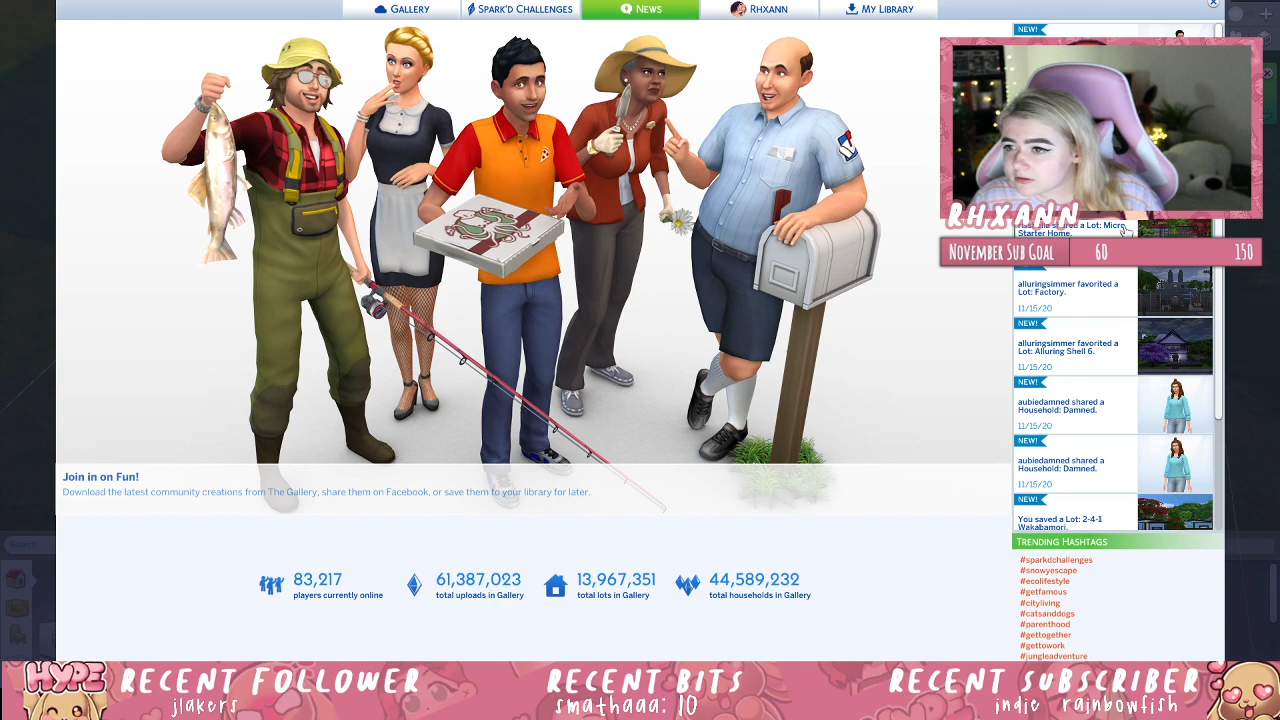 GALLERY
SPARK'D CHALLENGES
NEWS
RHXANN
MY LIBRARY
NEW!
RHXANN
a Lot: Micro
Starter Home.
NOVEMBER SUB GOAL 60 150
alluringsimmer favorited a
Lot: Factory.
11/15/20
NEW!
alluringsimmer favorited a
Lot: Alluring Shell 6.
11/15/20
NEW!
aubiedamned shared a
Household: Damned.
11/15/20
NEW!
aubiedamned shared a
Household: Damned.
11/15/20
NEW!
You saved a Lot: 2-4-1
Wakabamori.
Join in on Fun!
Download the latest community creations from The Gallery, share them on Facebook, or save them to your library for later.
83,217
players currently online
61,387,023
total uploads in Gallery
13,967,351
total lots in Gallery
44,589,232
total households in Gallery
TRENDING HASHTAGS
#sparkdchallenges
#snowyescape
#ecolifestyle
#getfamous
#cityliving
#catsanddogs
#parenthood
#gettogether
#gettowork
#jungleadventure
Search
HYPE
RECENT FOLLOWER
jlakers
RECENT BITS
smathaaa: 10
RECENT SUBSCRIBER
indie_rainbowfish